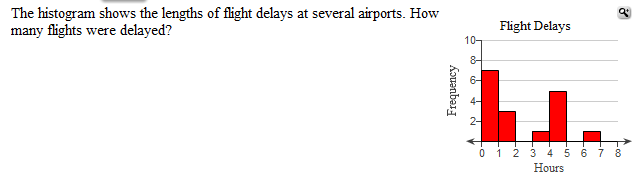 The histogram shows the lengths of flight delays at several airports. How
many flights were delayed?
Flight Delays
10
8
6
4
2
Frequency
0 1 2 3 4 5 6 7 8
Hours